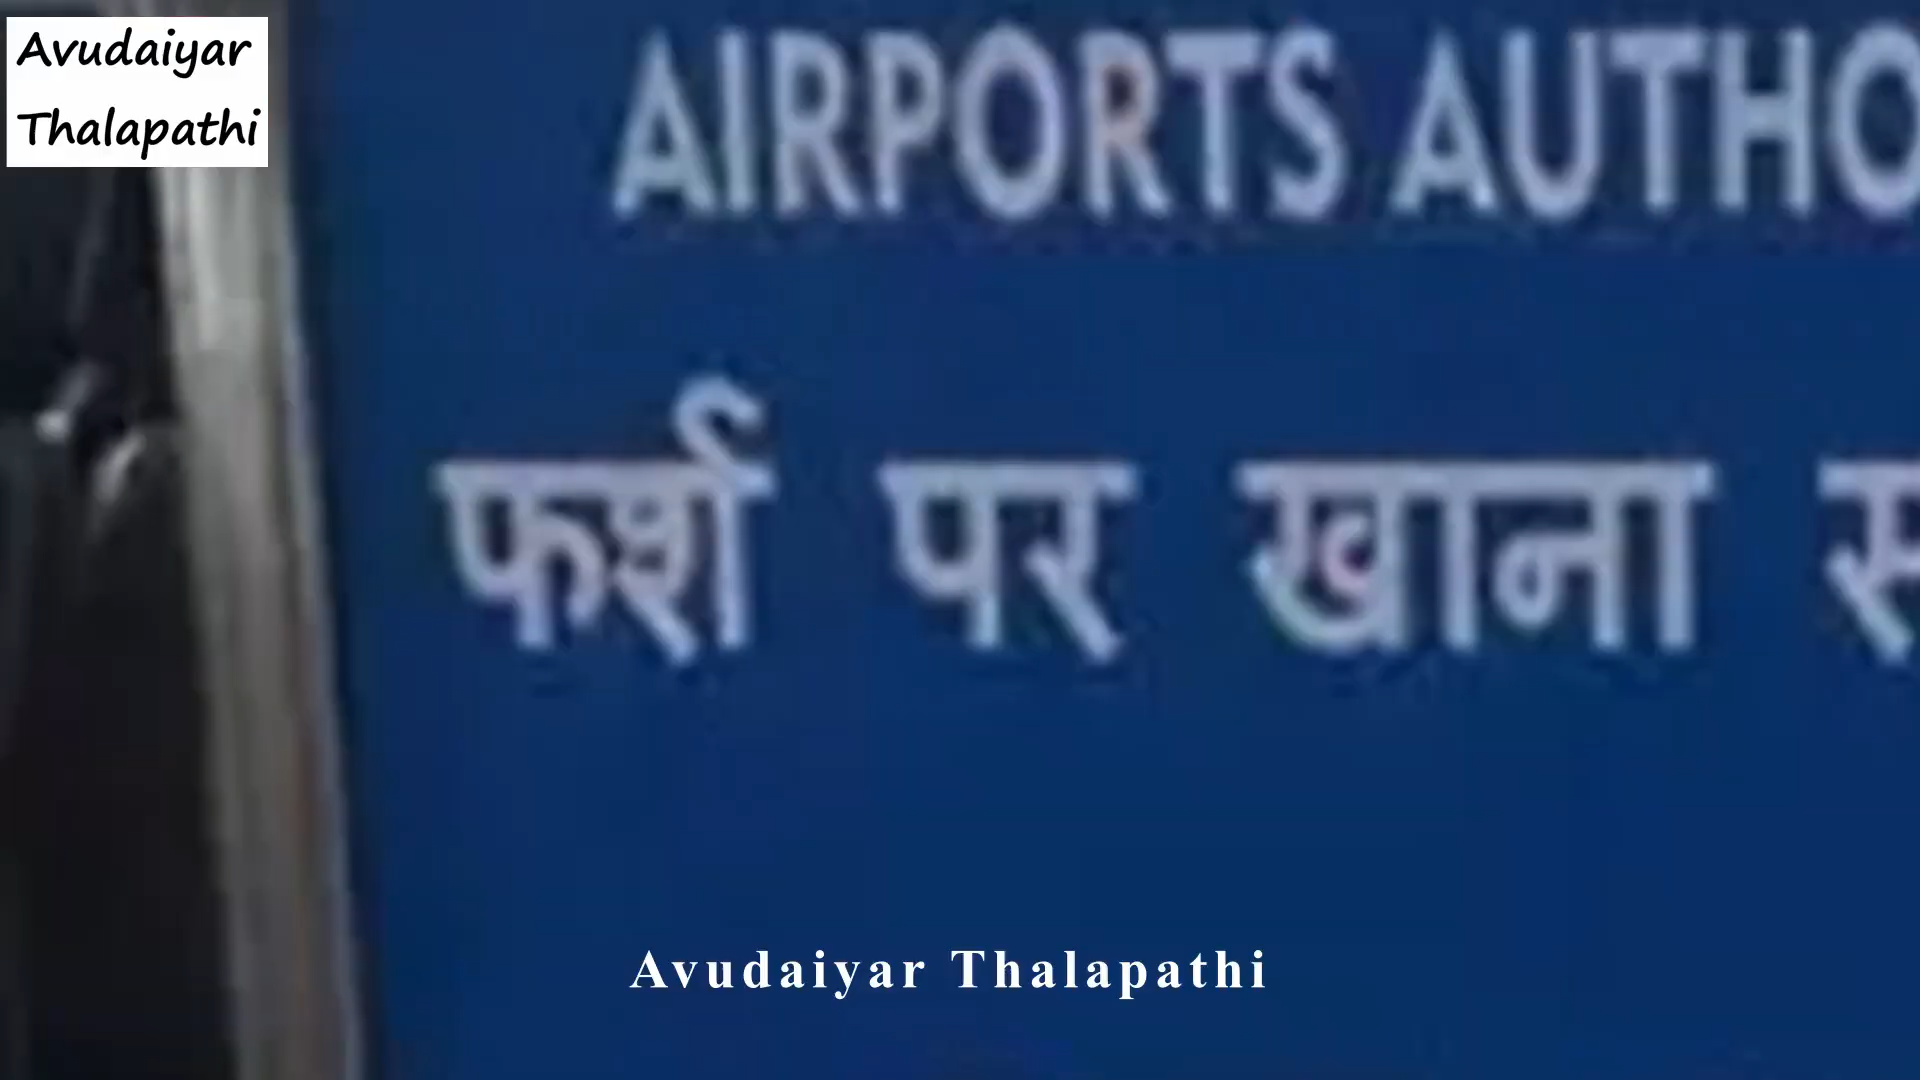 Avudaiyar
Thalapathi
AIRPORTS AUTHO
फर्श पर खाना स
Avudaiyar Thalapathi